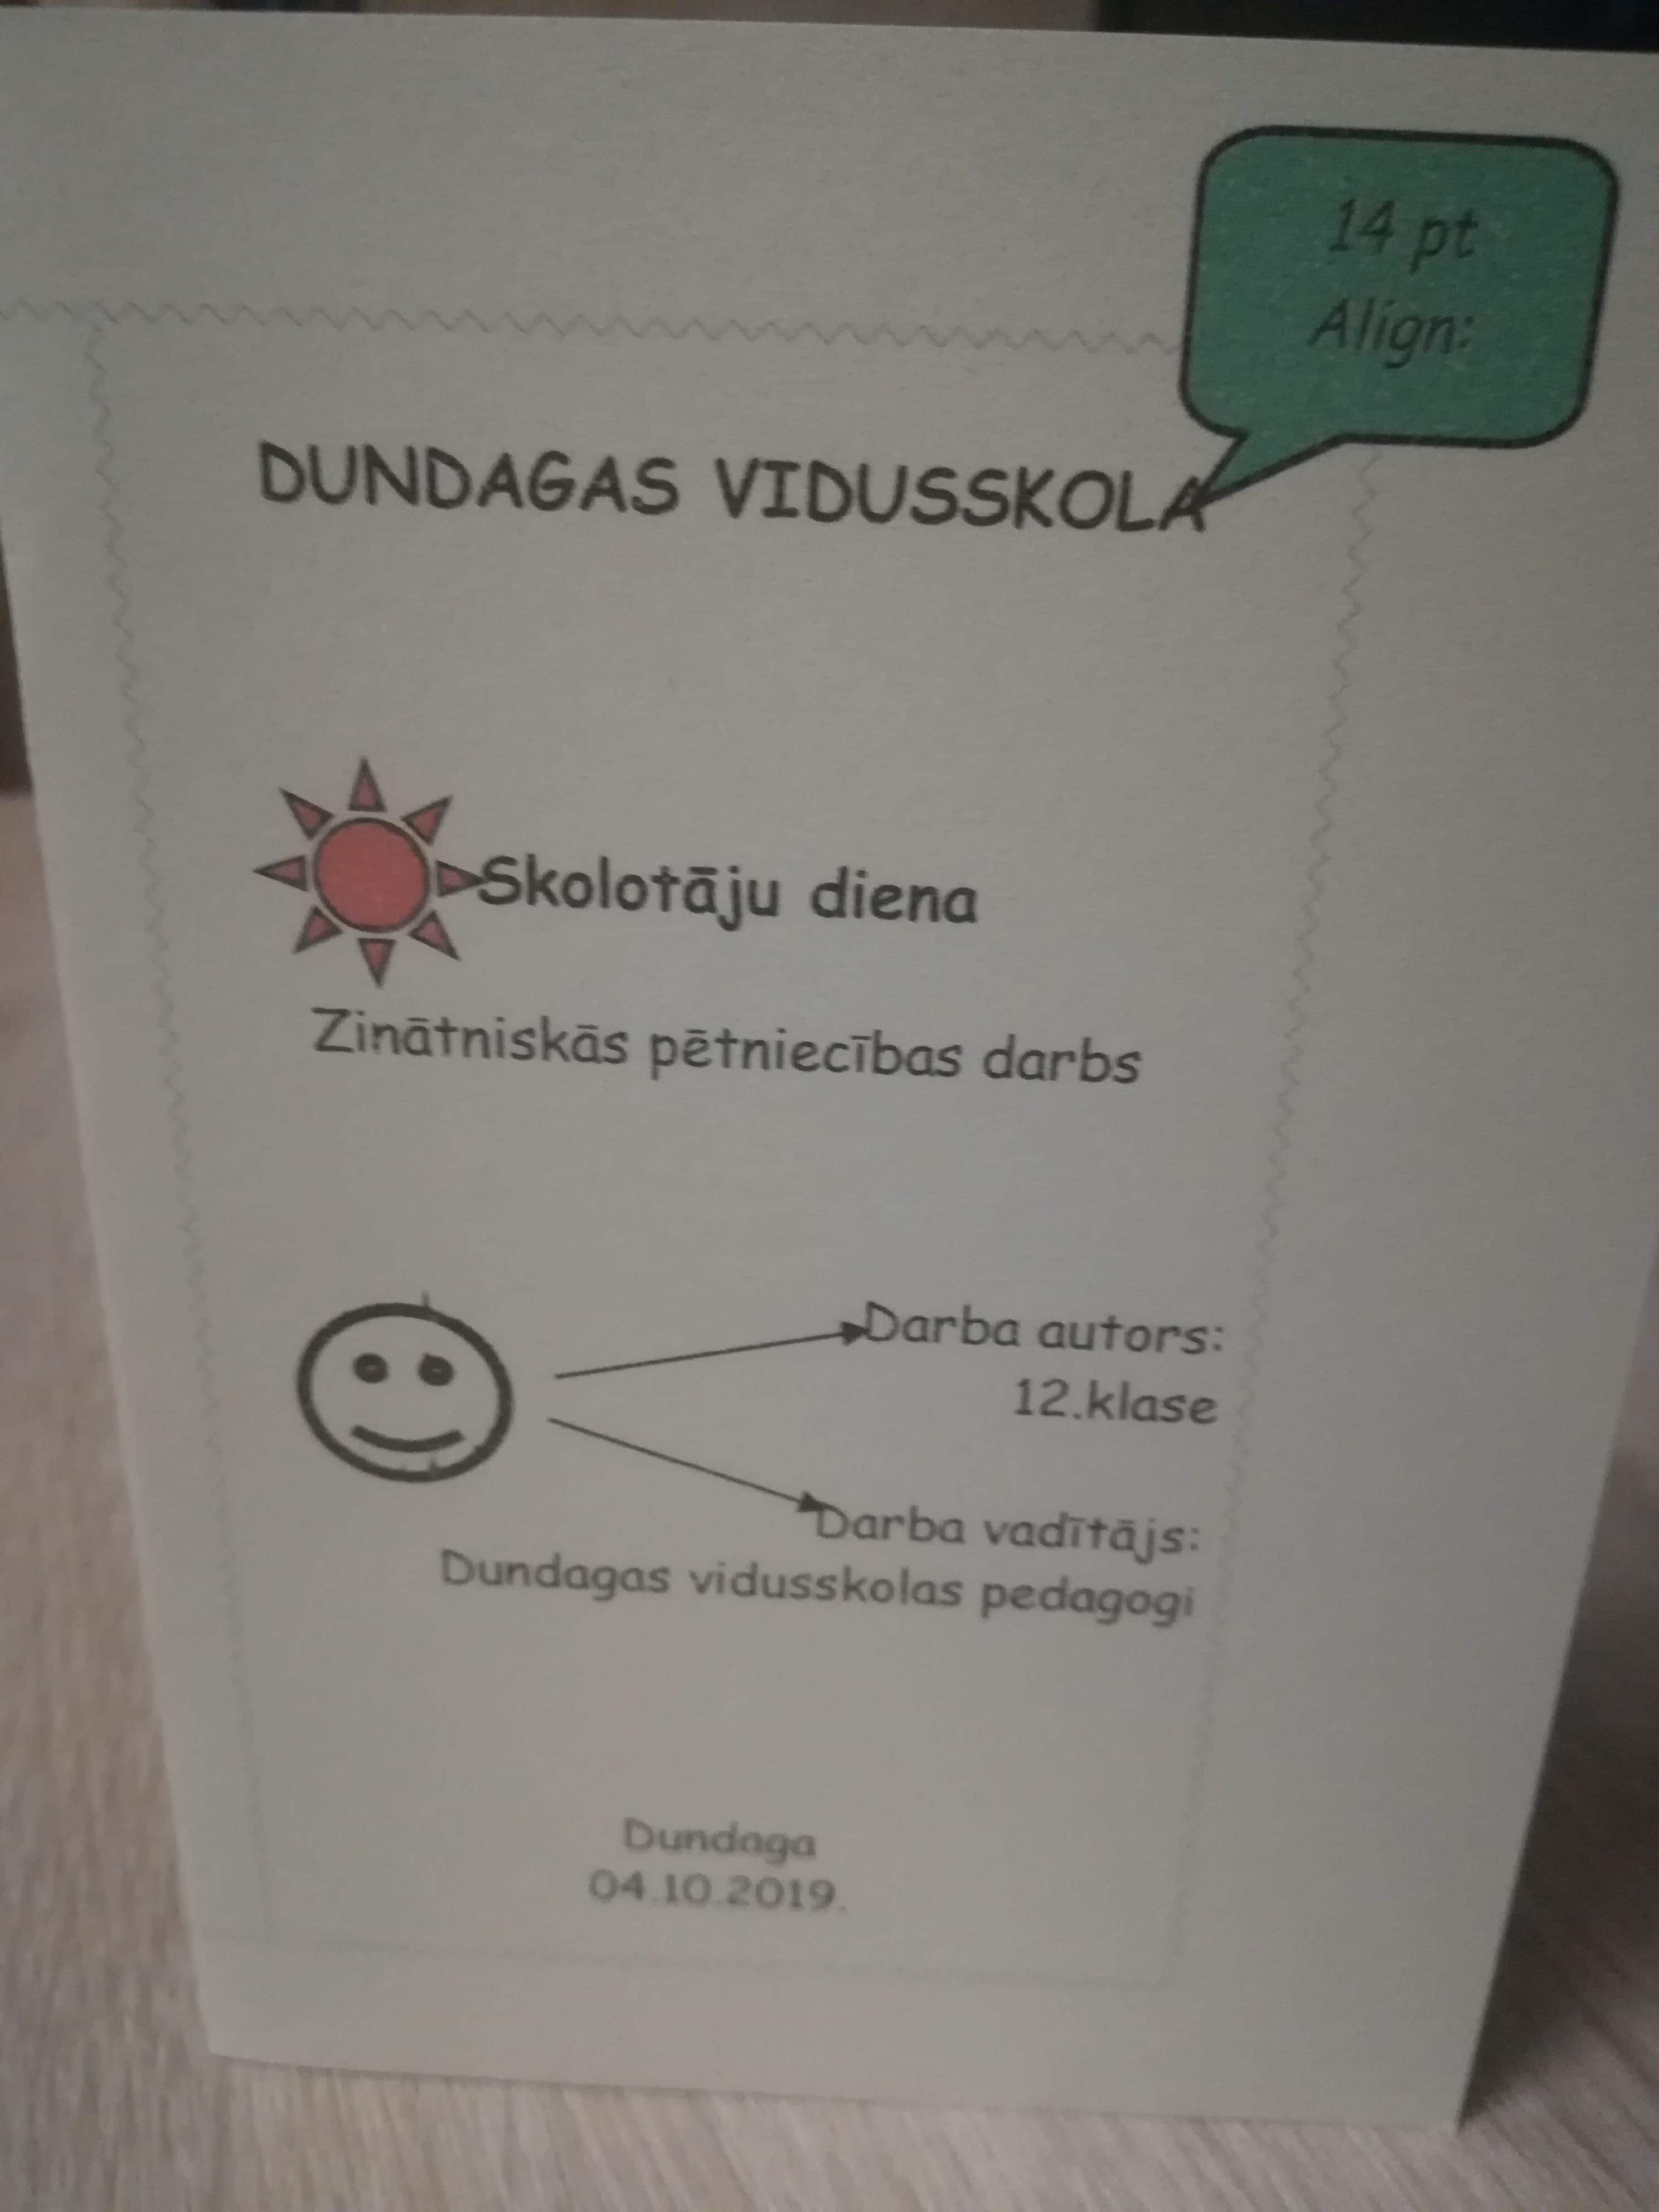 14 pt
Align:
DUNDAGAS VIDUSSKOLA
Skolotāju diena
Zinātniskās pētniecības darbs
Darba autors:
12.klase
Darba vadītājs:
Dundagas vidusskolas pedagogi
Dundaga
04.10.2019.